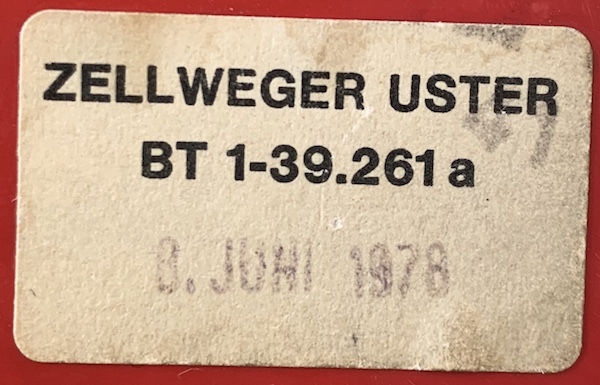 ZELLWEGER USTER
BT 1-39.261 a
8. JUNI 1978